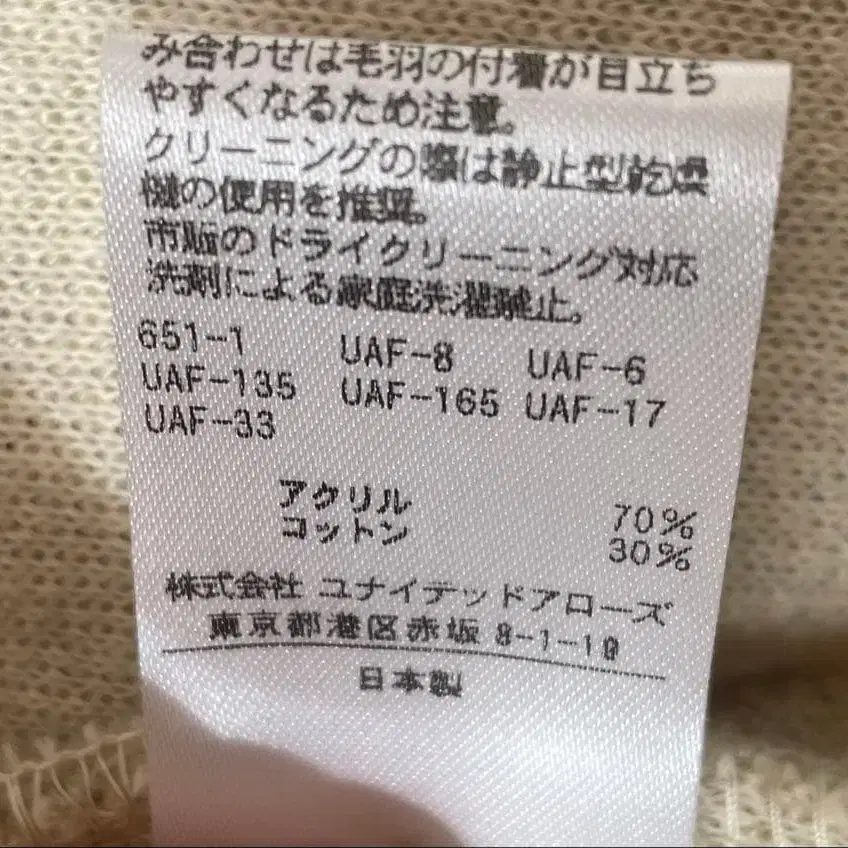 み合わせは毛羽の付着が目立ち
やすくなるため注意。
クリーニングの際は静止型乾燥
機の使用を推奨。
市販のドライクリーニング対応
洗剤による家庭洗濯禁止。
651-1 UAF-8 UAF-6
UAF-135 UAF-165 UAF-17
UAF-33
アクリル 70%
コットン 30%
株式会社 ユナイテッドアローズ
東京都港区赤坂 8-1-19
日本製